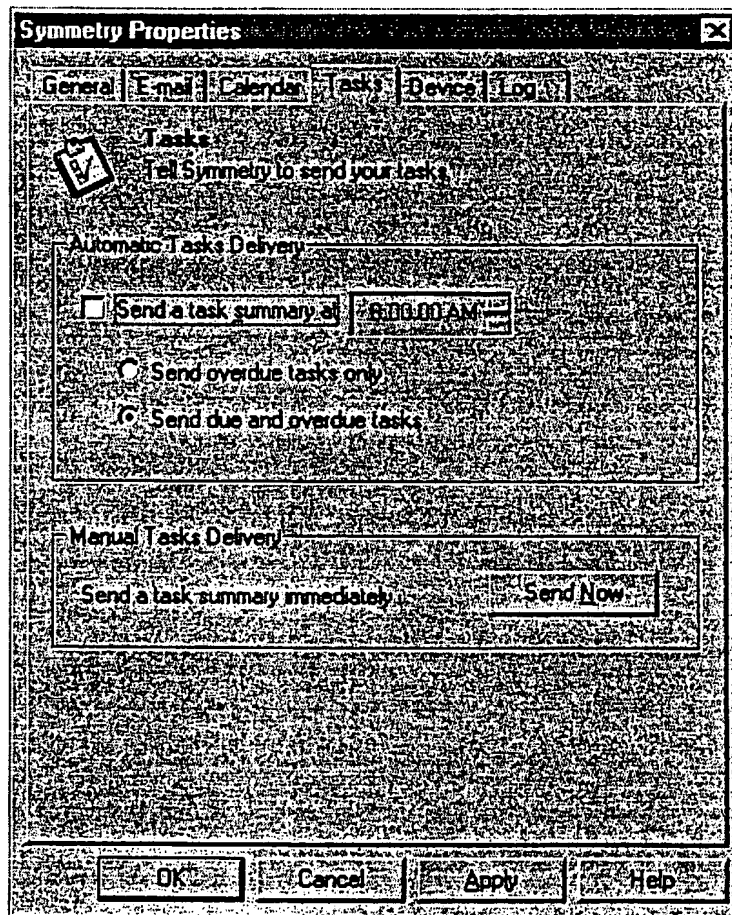 Symmetry Properties
General E-mail Calendar Tasks Device Log
Tasks
Tell Symmetry to send your tasks
Automatic Tasks Delivery
Send a task summary at 8:00:00 AM
Send overdue tasks only
Send due and overdue tasks
Manual Tasks Delivery
Send a task summary immediately
Send Now
OK Cancel Apply Help